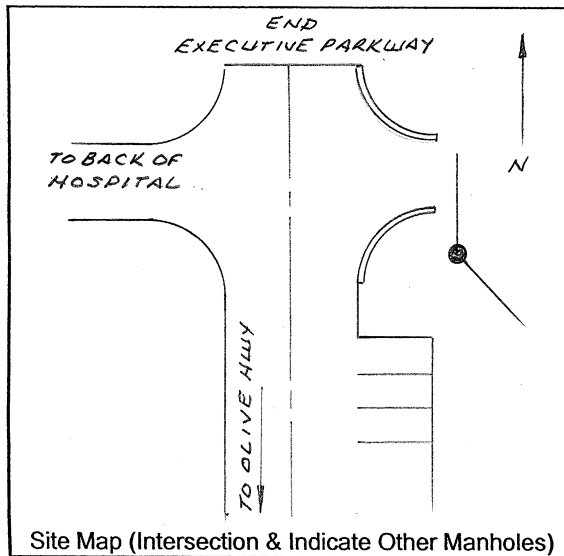 END
EXECUTIVE PARKWAY
TO BACK OF
HOSPITAL
N
TO OLIVE HWY
Site Map (Intersection & Indicate Other Manholes)